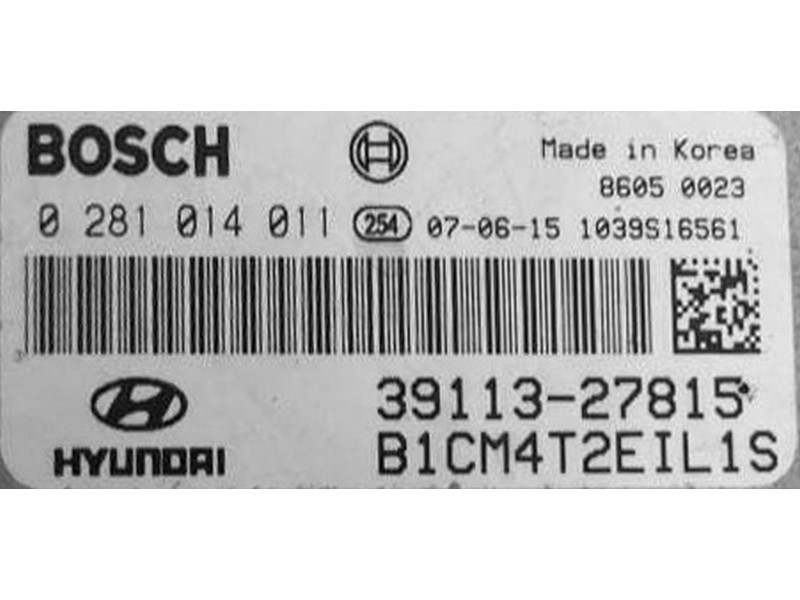 BOSCH
Made in Korea
8605 0023
0 281 014 011 254 07-06-15 1039S16561
39113-27815
HYUNDAI B1CM4T2EIL1S